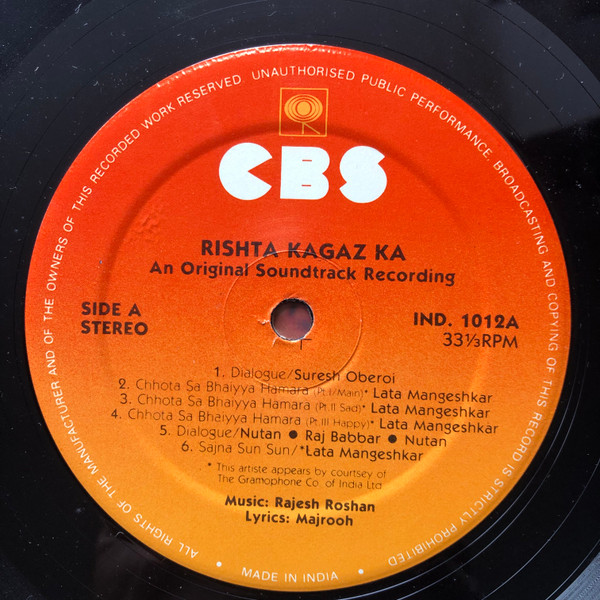 ALL RIGHTS OF THE MANUFACTURER AND OF THE OWNERS OF THIS RECORDED WORK RESERVED. UNAUTHORISED PUBLIC PERFORMANCE, BROADCASTING AND COPYING OF THIS RECORD IS STRICTLY PROHIBITED
CBS
RISHTA KAGAZ KA
An Original Soundtrack Recording
SIDE A
STEREO
IND. 1012A
33⅓RPM
1. Dialogue/Suresh Oberoi
2. Chhota Sa Bhaiyya Hamara (Pt.I/Main)* Lata Mangeshkar
3. Chhota Sa Bhaiyya Hamara (Pt.II Sad)* Lata Mangeshkar
4. Chhota Sa Bhaiyya Hamara (Pt.III Happy)* Lata Mangeshkar
5. Dialogue/Nutan ● Raj Babbar ● Nutan
6. Sajna Sun Sun/*Lata Mangeshkar
* This artiste appears by courtesy of
The Gramophone Co. of India Ltd
Music: Rajesh Roshan
Lyrics: Majrooh
• MADE IN INDIA •